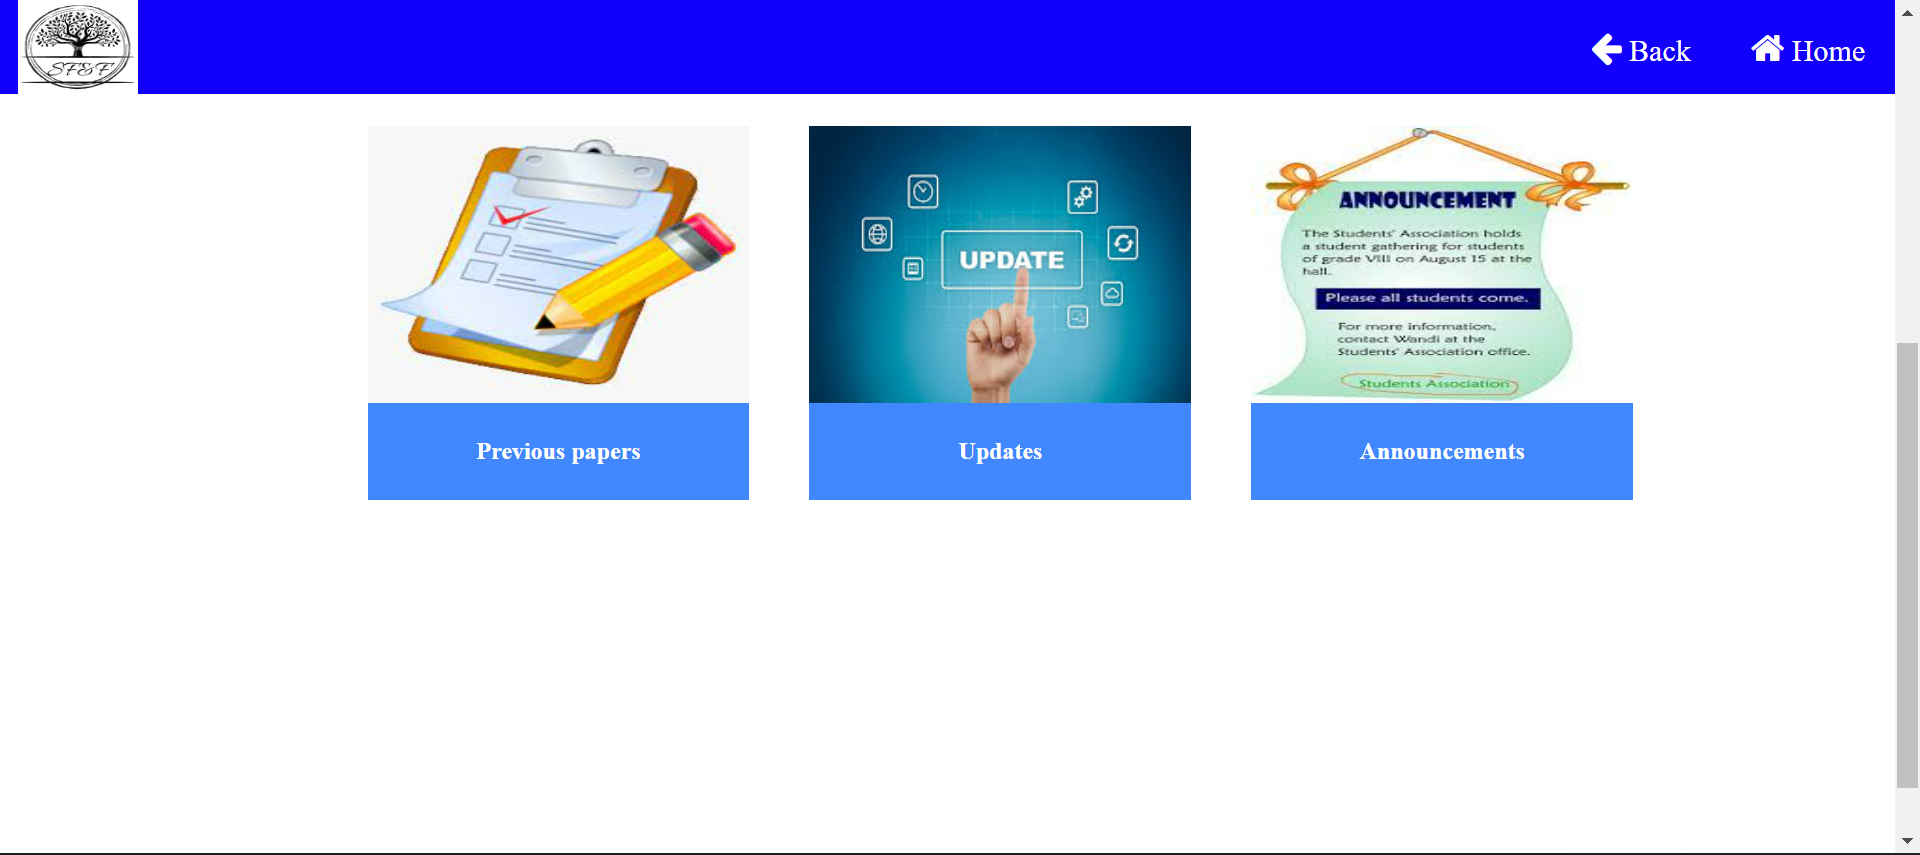 SF&F
Back
Home
UPDATE
ANNOUNCEMENT
The Students' Association holds
a student gathering for students
of grade VIII on August 15 at the
hall.
Please all students come.
For more information,
contact Wandi at the
Students' Association office.
Students Association
Previous papers
Updates
Announcements